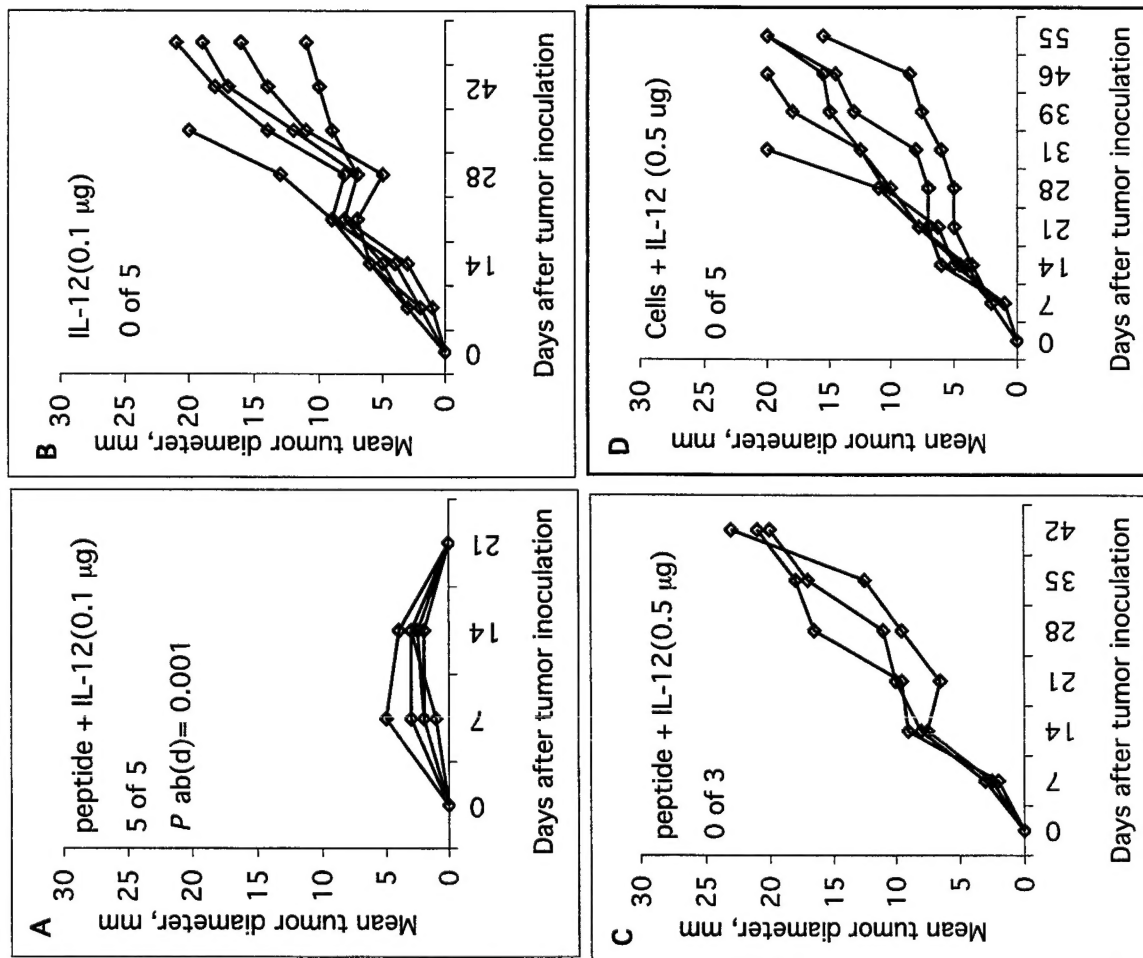 A
peptide + IL-12(0.1 µg)
5 of 5
P ab(d)= 0.001
Mean tumor diameter, mm
30
25
20
15
10
5
0
0 7 14 21
Days after tumor inoculation
B
IL-12(0.1 µg)
0 of 5
Mean tumor diameter, mm
30
25
20
15
10
5
0
0 14 28 42
Days after tumor inoculation
C
peptide + IL-12(0.5 µg)
0 of 3
Mean tumor diameter, mm
30
25
20
15
10
5
0
0 7 14 21 28 35 42
Days after tumor inoculation
D
Cells + IL-12 (0.5 ug)
0 of 5
Mean tumor diameter, mm
30
25
20
15
10
5
0
0 7 14 21 28 31 39 46 55
Days after tumor inoculation